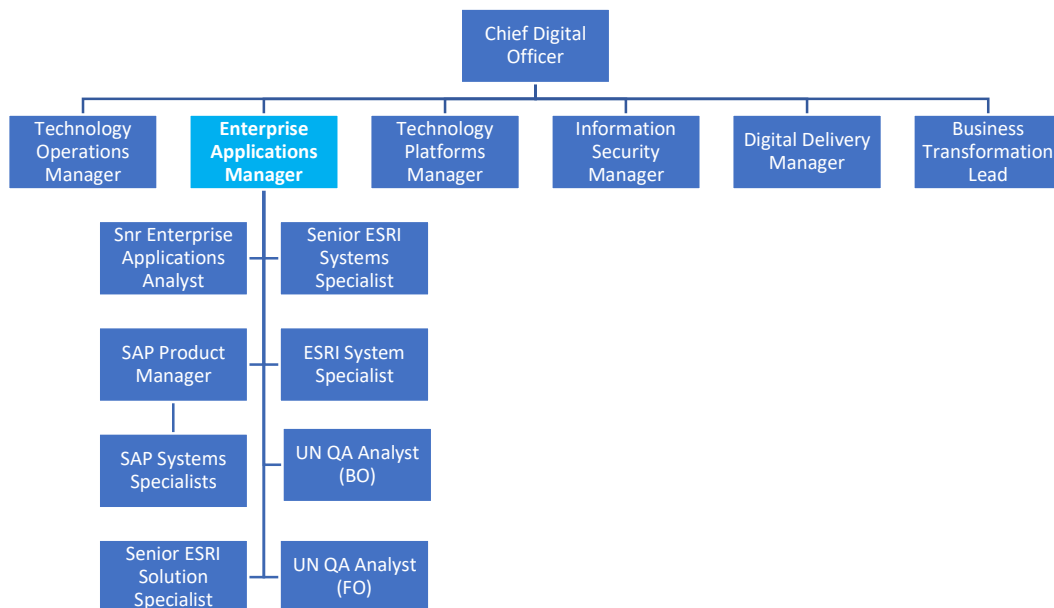 Chief Digital
Officer
Technology
Operations
Manager
Enterprise
Applications
Manager
Technology
Platforms
Manager
Information
Security
Manager
Digital Delivery
Manager
Business
Transformation
Lead
Snr Enterprise
Applications
Analyst
Senior ESRI
Systems
Specialist
SAP Product
Manager
ESRI System
Specialist
SAP Systems
Specialists
UN QA Analyst
(BO)
Senior ESRI
Solution
Specialist
UN QA Analyst
(FO)